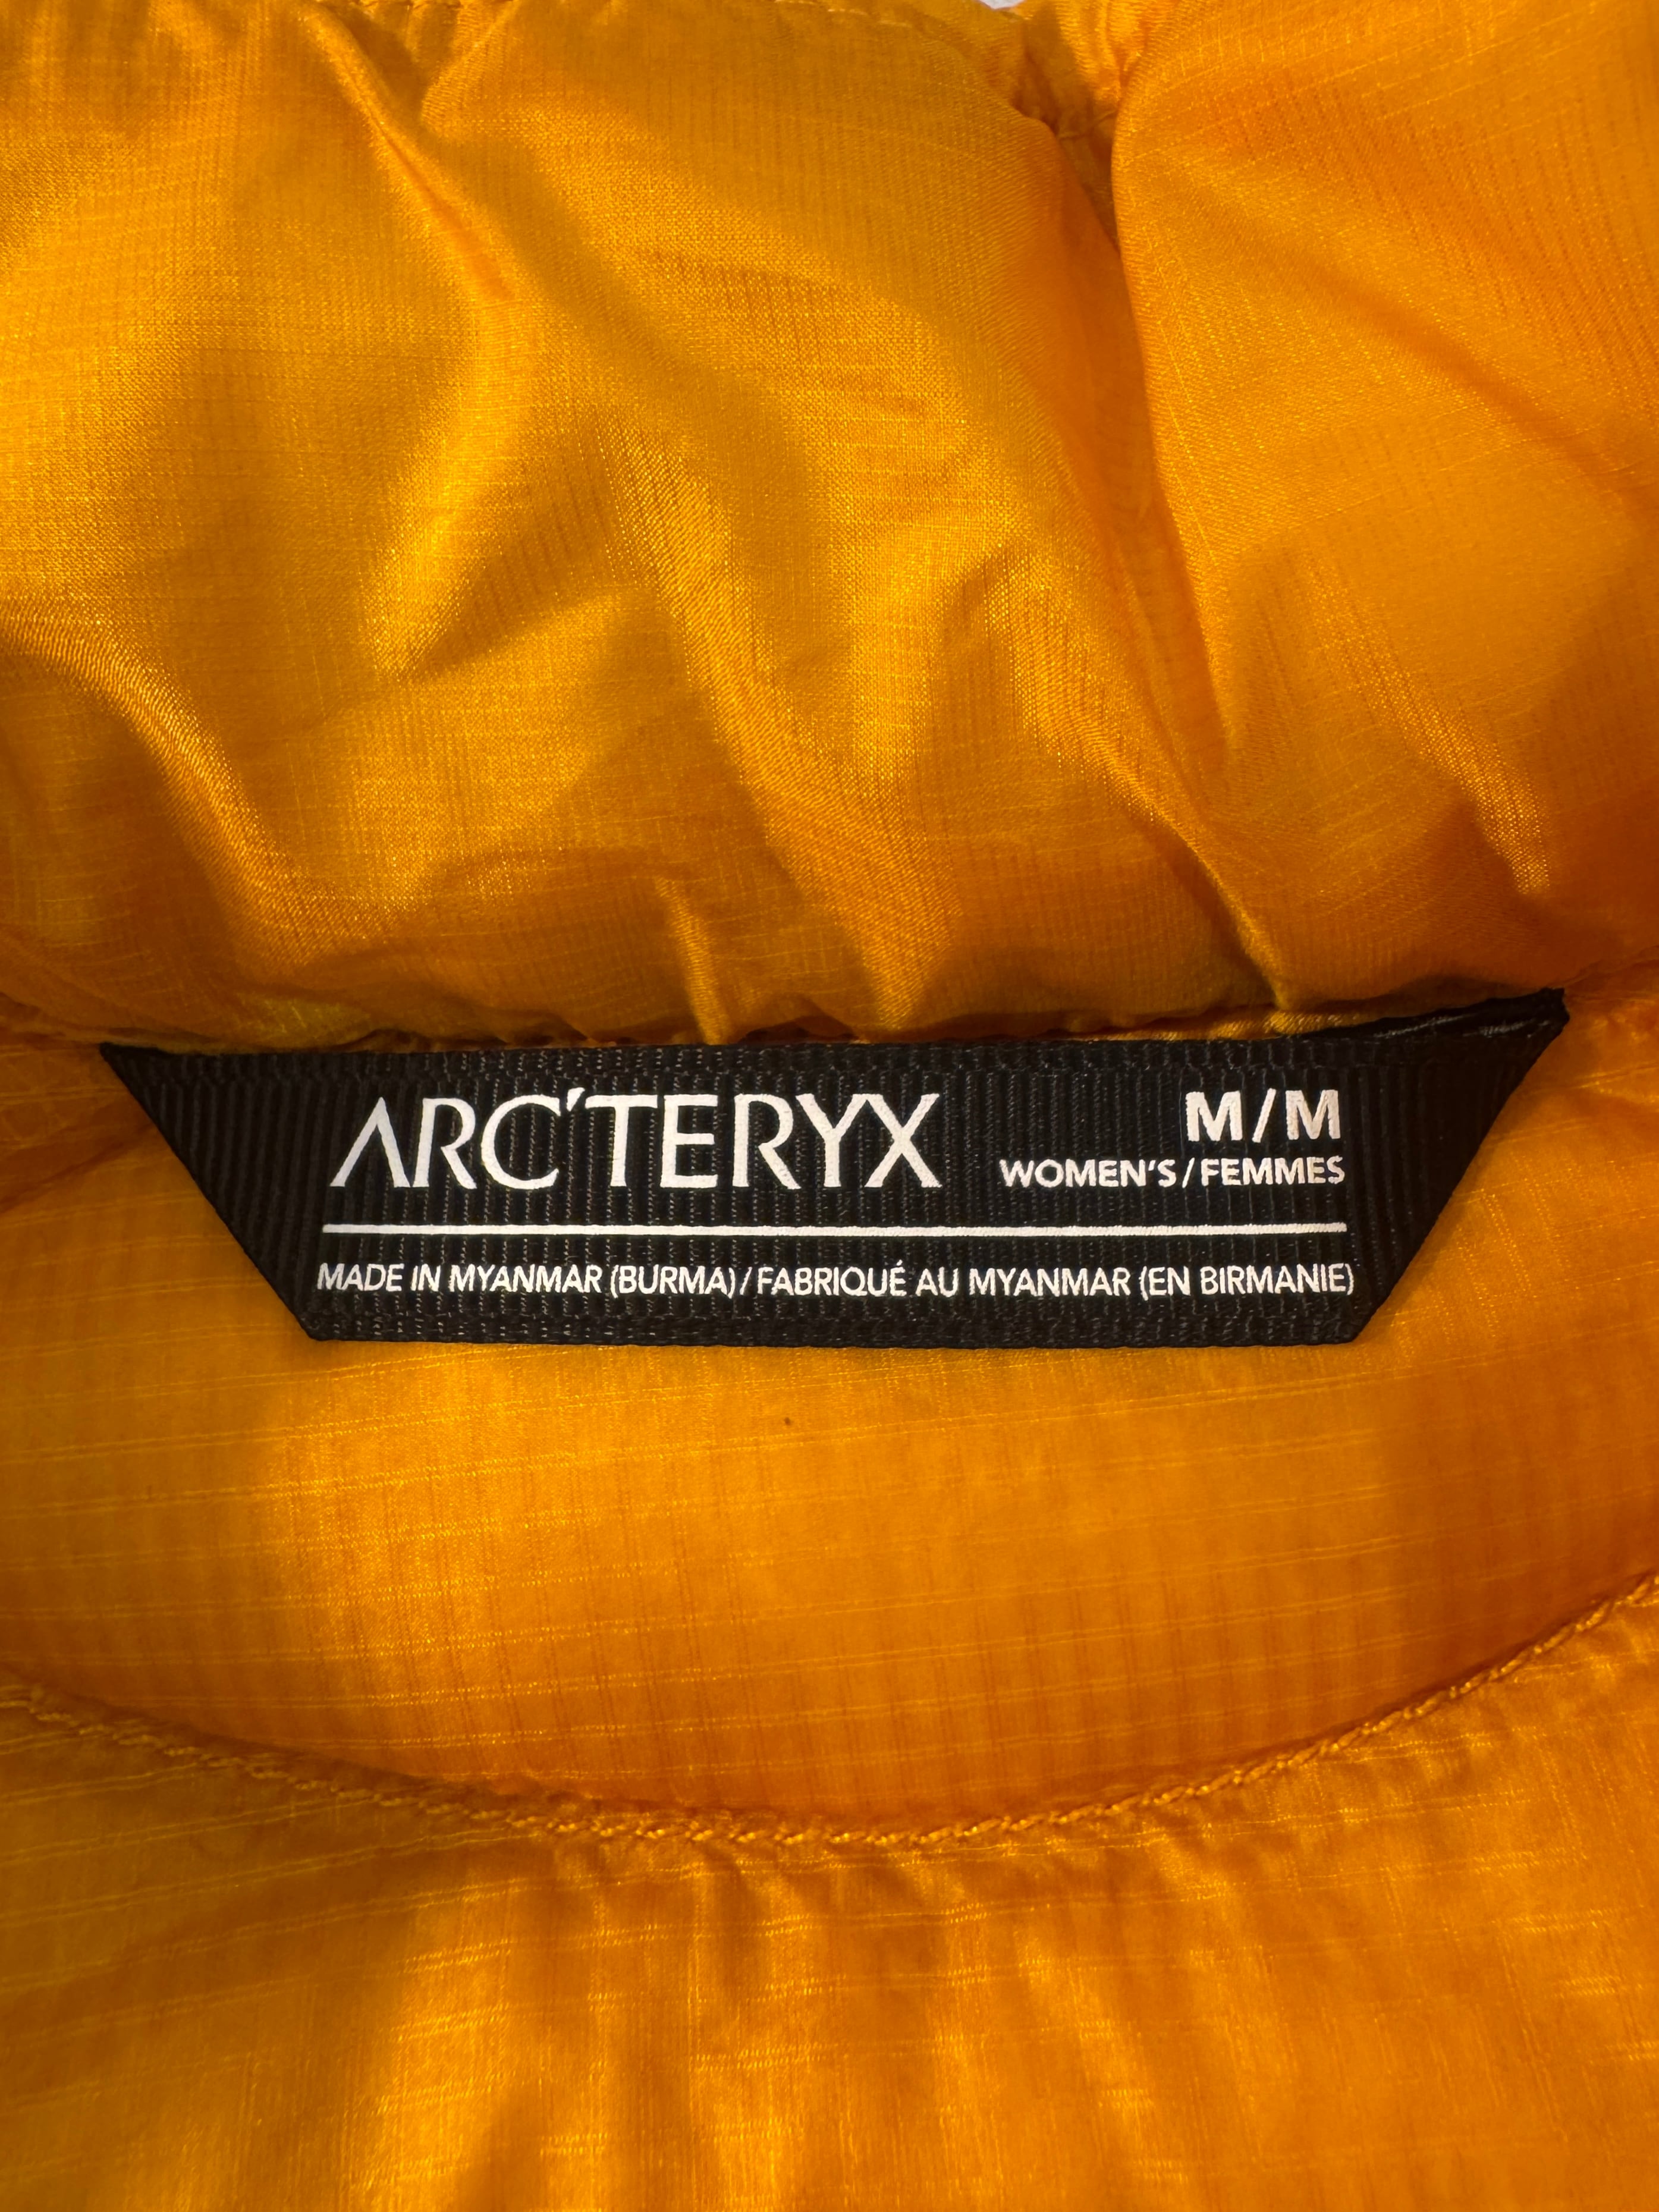 ARC'TERYX
M/M
WOMEN'S/FEMMES
MADE IN MYANMAR (BURMA)/FABRIQUÉ AU MYANMAR (EN BIRMANIE)